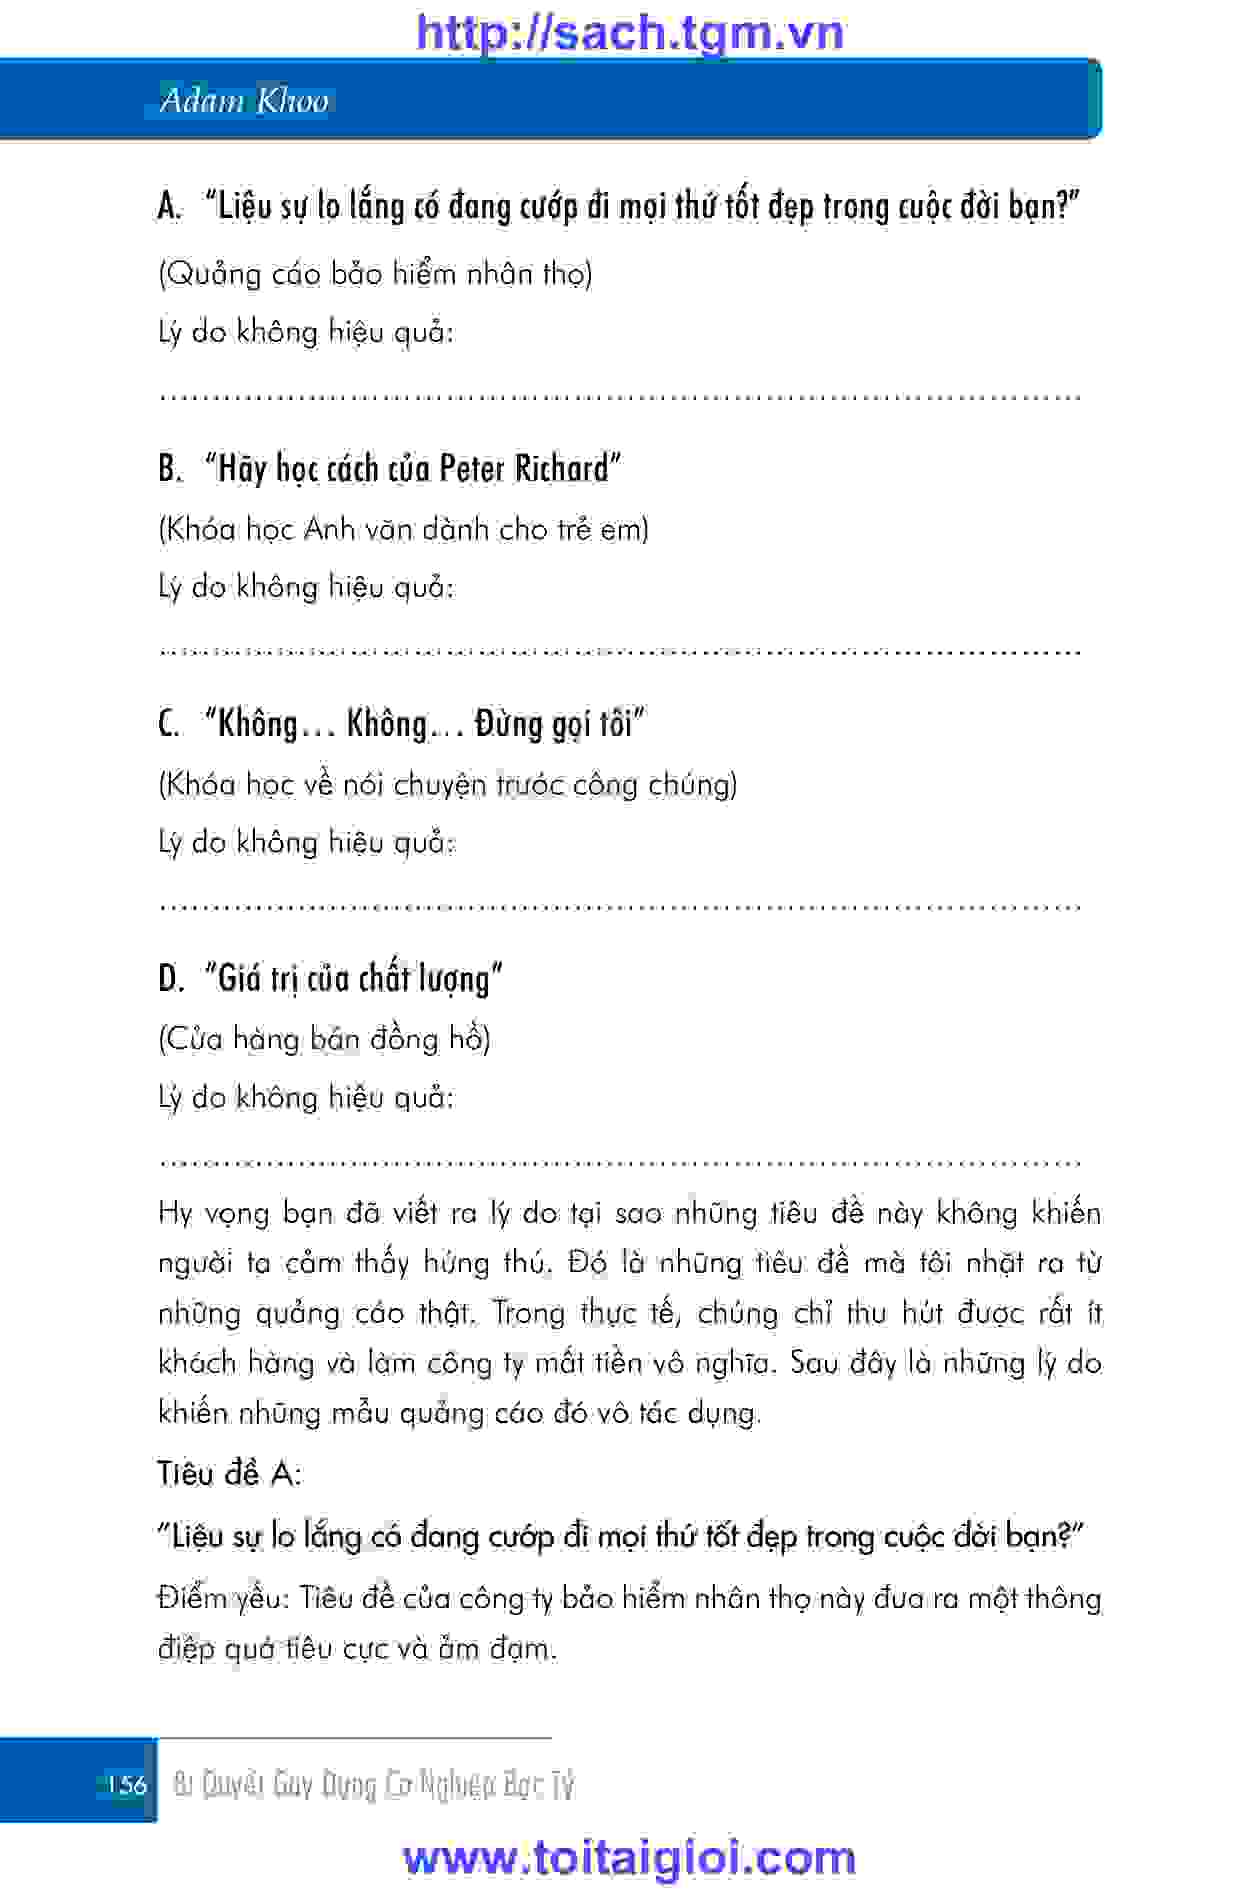 http://sach.tgm.vn
Adam Khoo
A. “Liệu sự lo lắng có đang cướp đi mọi thứ tốt đẹp trong cuộc đời bạn?”
(Quảng cáo bảo hiểm nhân thọ)
Lý do không hiệu quả:
........................................................................................
B. “Hãy học cách của Peter Richard”
(Khóa học Anh văn dành cho trẻ em)
Lý do không hiệu quả:
........................................................................................
C. “Không... Không... Đừng gọi tôi”
(Khóa học về nói chuyện trước công chúng)
Lý do không hiệu quả:
........................................................................................
D. “Giá trị của chất lượng”
(Cửa hàng bán đồng hồ)
Lý do không hiệu quả:
........................................................................................
Hy vọng bạn đã viết ra lý do tại sao những tiêu đề này không khiến
người ta cảm thấy hứng thú. Đó là những tiêu đề mà tôi nhặt ra từ
những quảng cáo thật. Trong thực tế, chúng chỉ thu hút được rất ít
khách hàng và làm công ty mất tiền vô nghĩa. Sau đây là những lý do
khiến những mẫu quảng cáo đó vô tác dụng.
Tiêu đề A:
“Liệu sự lo lắng có đang cướp đi mọi thứ tốt đẹp trong cuộc đời bạn?”
Điểm yếu: Tiêu đề của công ty bảo hiểm nhân thọ này đưa ra một thông
điệp quá tiêu cực và ảm đạm.
156 Bí Quyết Gây Dựng Cơ Nghiệp Bạc Tỷ
www.toitaigioi.com